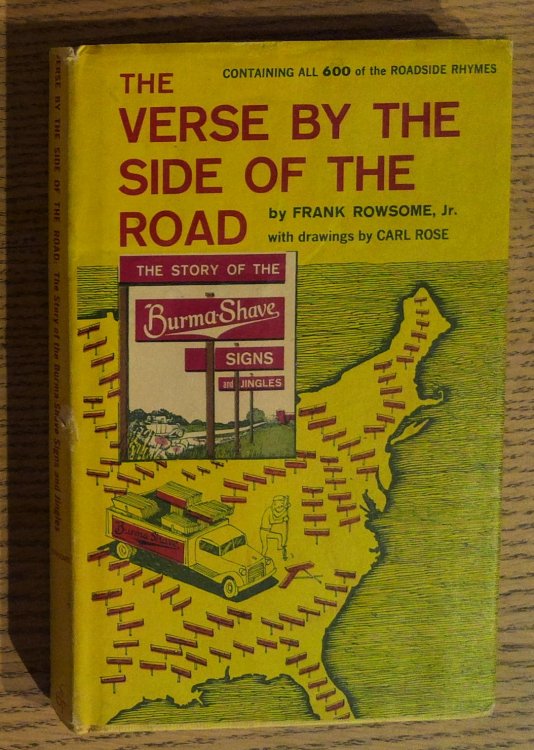 CONTAINING ALL 600 of the ROADSIDE RHYMES
THE
VERSE BY THE
SIDE OF THE
ROAD
by FRANK ROWSOME, Jr.
with drawings by CARL ROSE
THE STORY OF THE
Burma-Shave
SIGNS
and JINGLES
Burma-Shave
VERSE BY THE SIDE OF THE ROAD The Story of the Burma-Shave Signs and Jingles